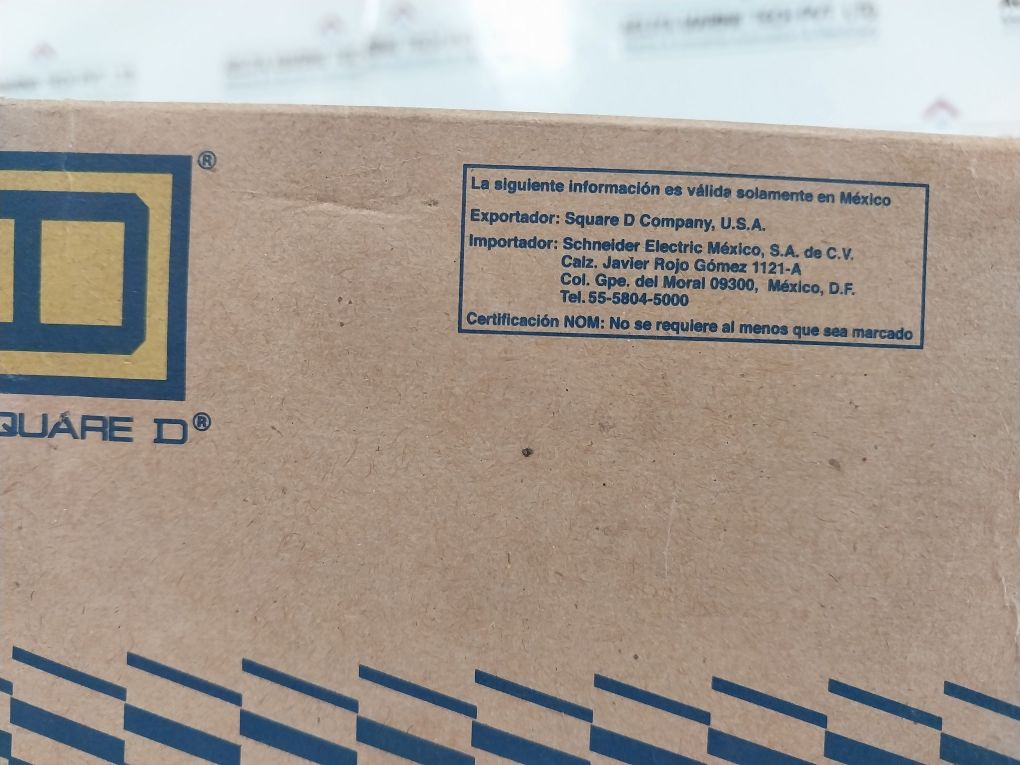 ®
QUARE D®
La siguiente información es válida solamente en México
Exportador: Square D Company, U.S.A.
Importador: Schneider Electric México, S.A. de C.V.
Calz. Javier Rojo Gómez 1121-A
Col. Gpe. del Moral 09300, México, D.F.
Tel. 55-5804-5000
Certificación NOM: No se requiere al menos que sea marcado